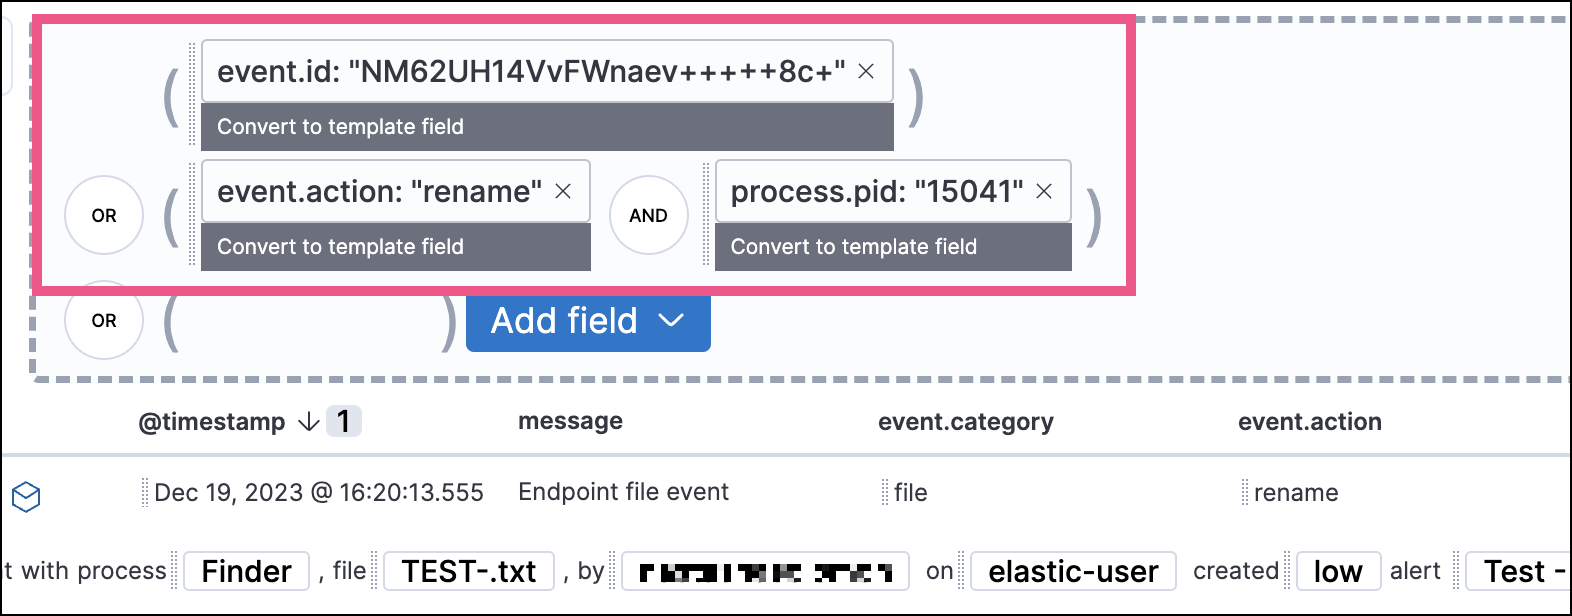 ( event.id: "NM62UH14VvFWnaev+++++8c+" × )
Convert to template field
OR ( event.action: "rename" × AND process.pid: "15041" × )
Convert to template field Convert to template field
OR ( ) Add field
@timestamp ↓ 1 message event.category event.action
Dec 19, 2023 @ 16:20:13.555 Endpoint file event file rename
t with process Finder , file TEST-.txt , by on elastic-user created low alert Test -